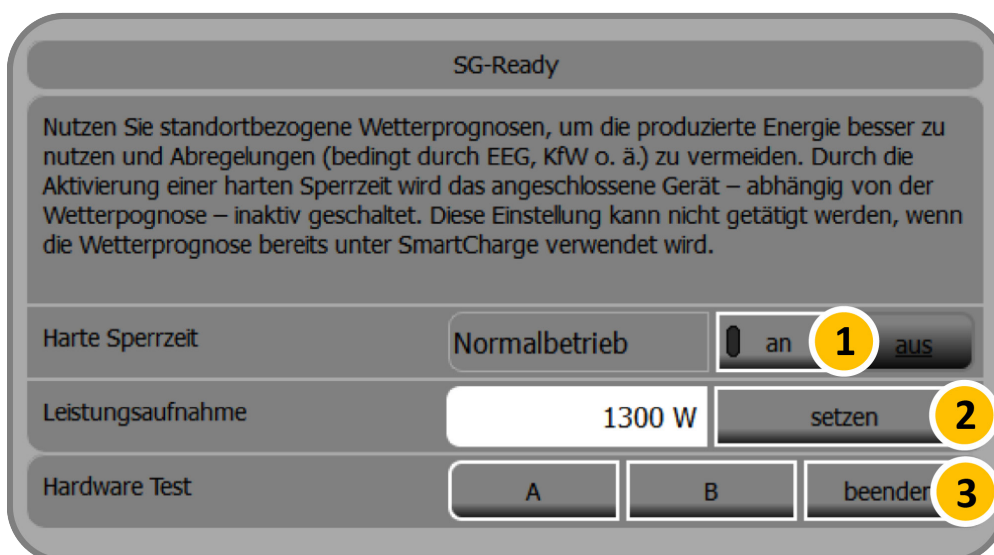 SG-Ready
Nutzen Sie standortbezogene Wetterprognosen, um die produzierte Energie besser zu
nutzen und Abregelungen (bedingt durch EEG, KfW o. ä.) zu vermeiden. Durch die
Aktivierung einer harten Sperrzeit wird das angeschlossene Gerät – abhängig von der
Wetterpognose – inaktiv geschaltet. Diese Einstellung kann nicht getätigt werden, wenn
die Wetterprognose bereits unter SmartCharge verwendet wird.
Harte Sperrzeit Normalbetrieb an 1 aus
Leistungsaufnahme 1300 W setzen 2
Hardware Test A B beenden 3